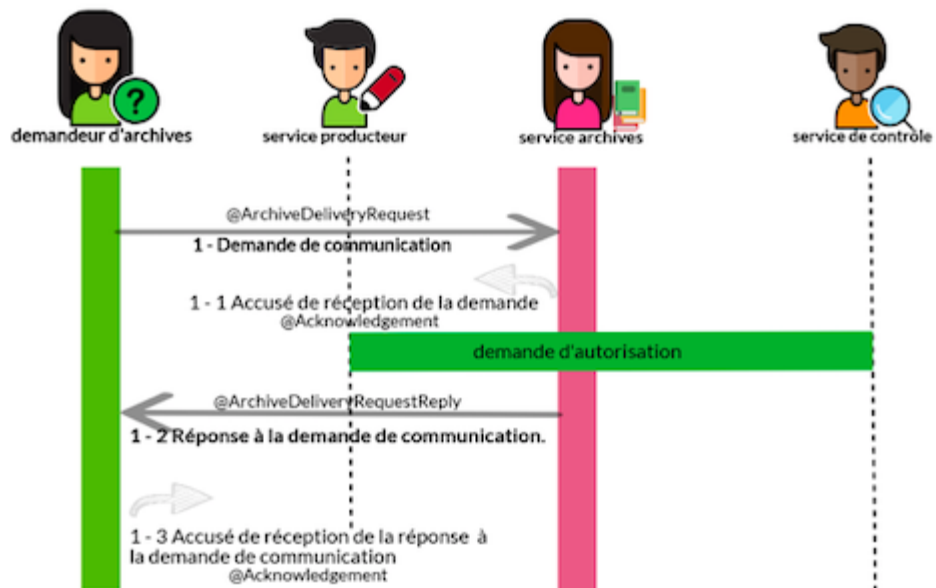 demandeur d'archives
service producteur
service archives
service de contrôle
@ArchiveDeliveryRequest
1 - Demande de communication
1 - 1 Accusé de réception de la demande
@Acknowledgement
demande d'autorisation
@ArchiveDeliveryRequestReply
1 - 2 Réponse à la demande de communication.
1 - 3 Accusé de réception de la réponse à
la demande de communication
@Acknowledgement